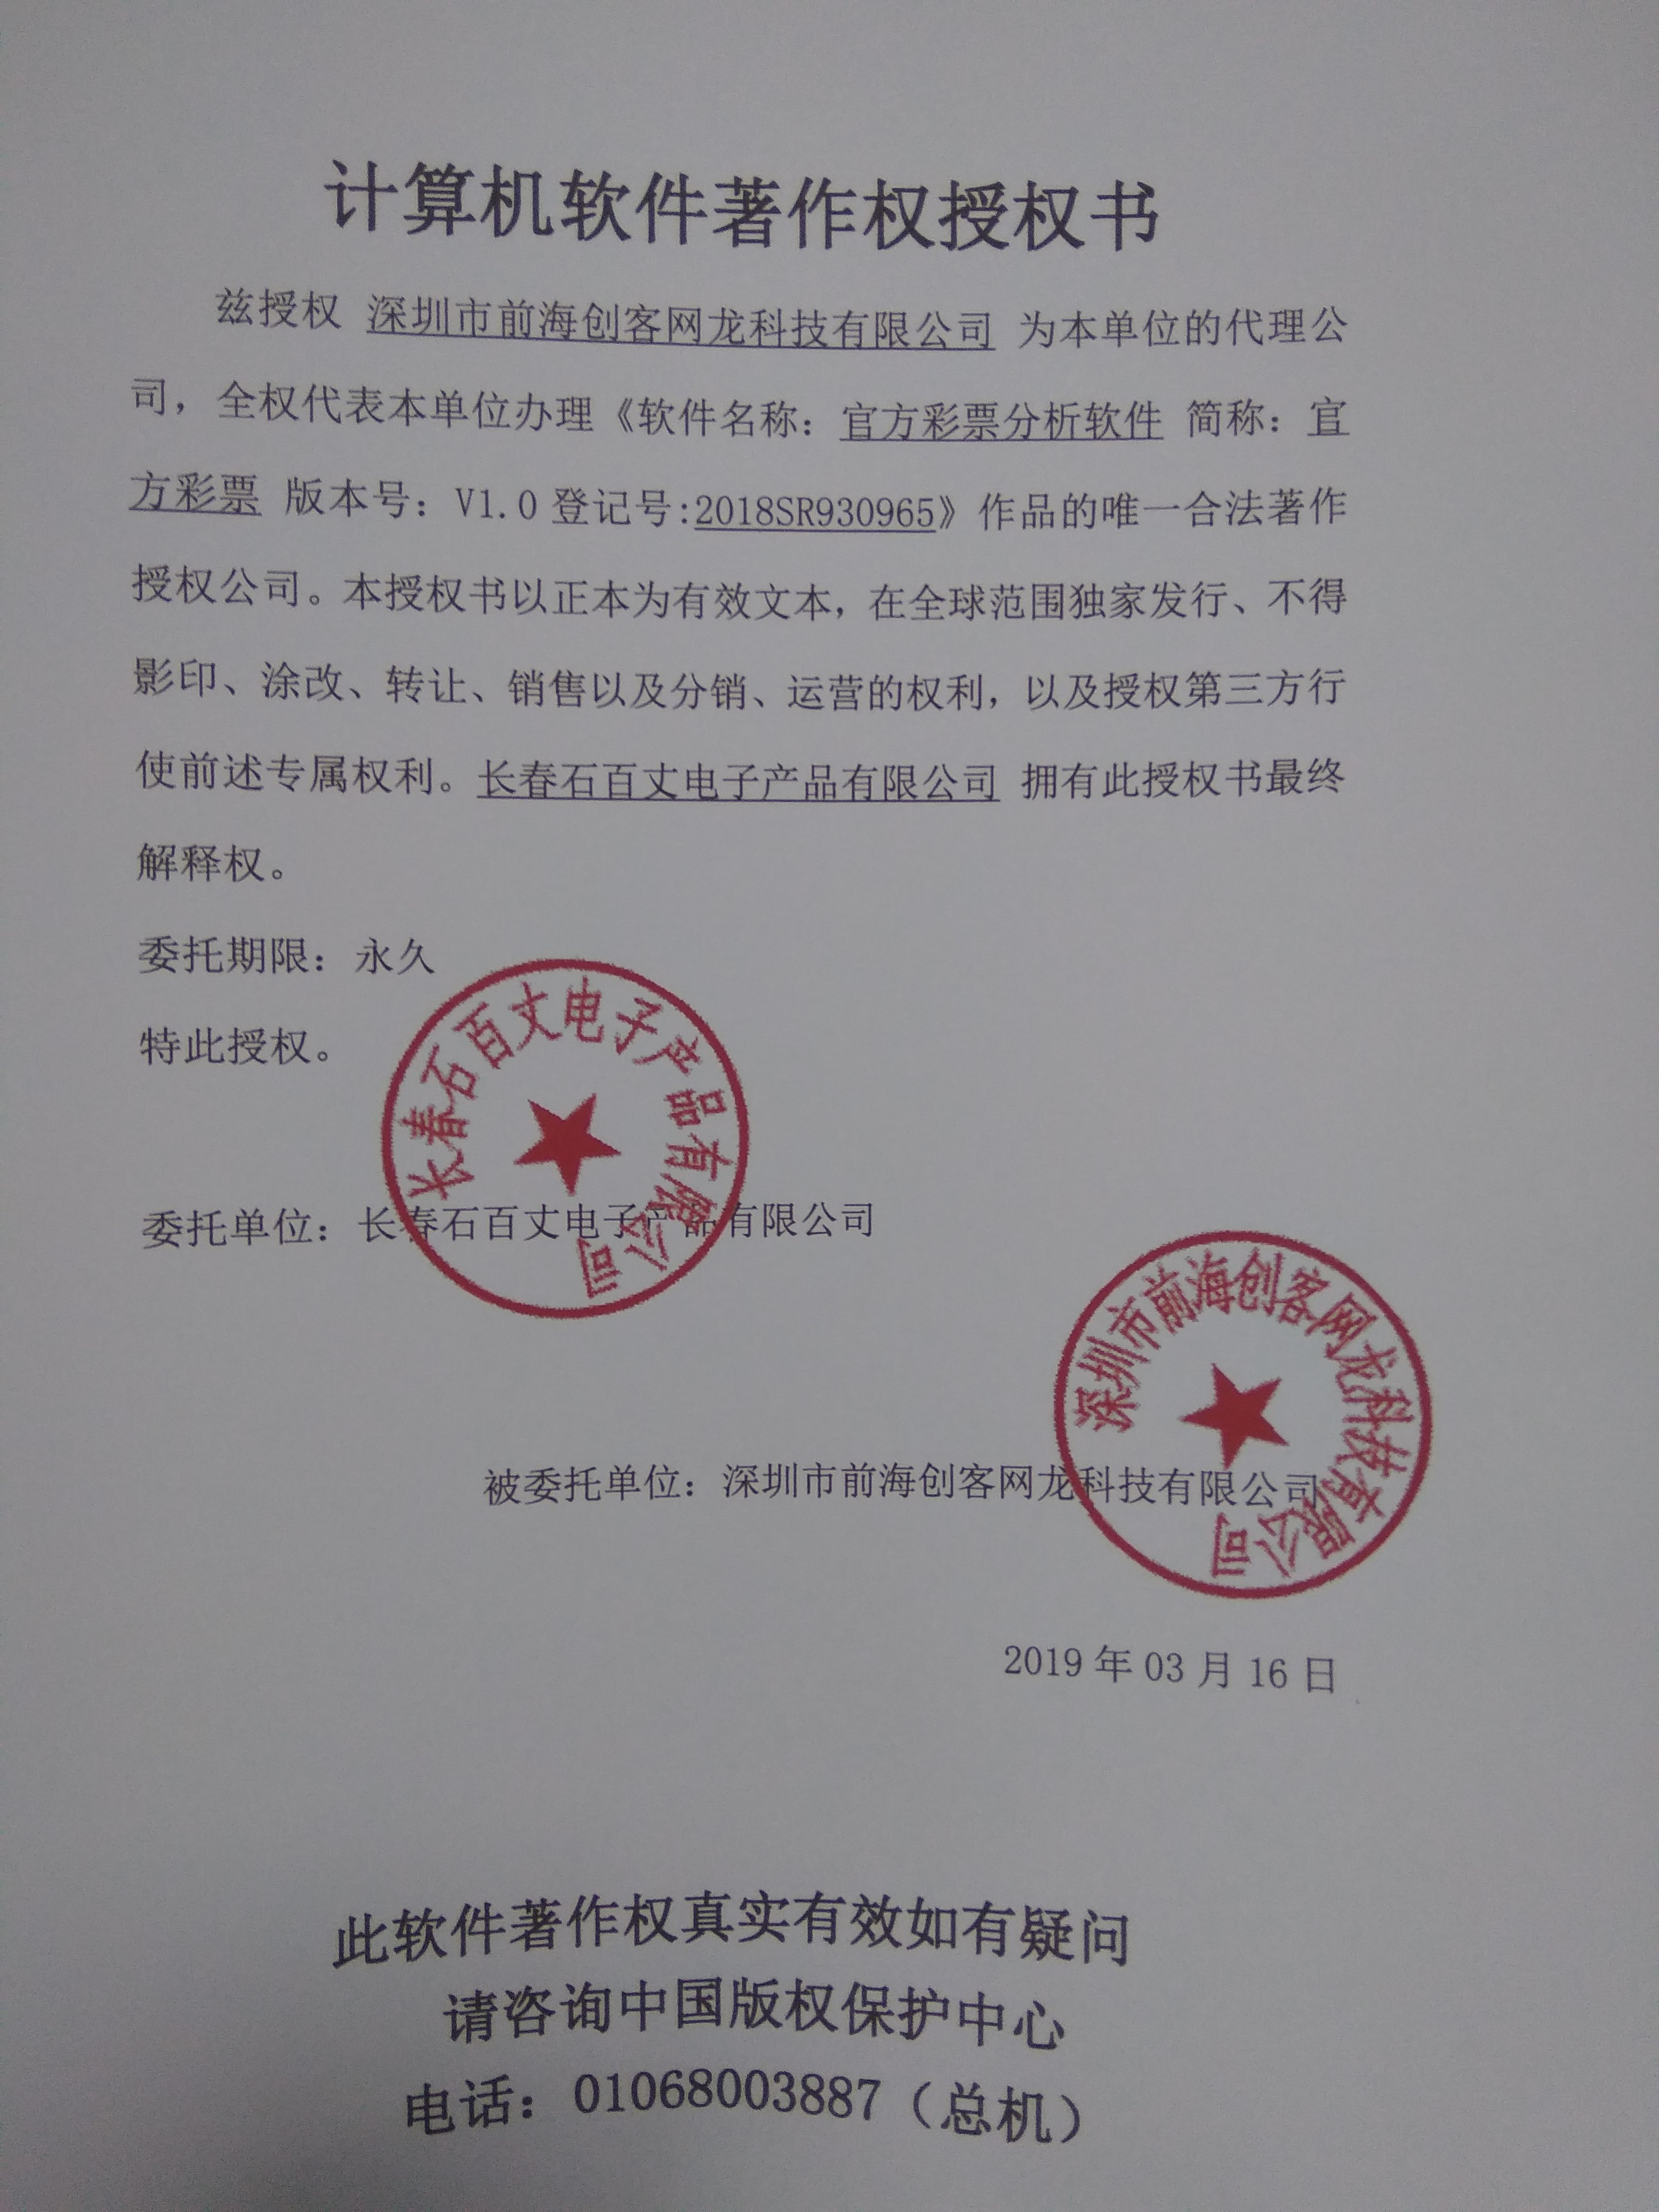 计算机软件著作权授权书
兹授权 深圳市前海创客网龙科技有限公司 为本单位的代理公
司，全权代表本单位办理《软件名称：官方彩票分析软件 简称：官
方彩票 版本号：V1.0 登记号:2018SR930965》作品的唯一合法著作
授权公司。本授权书以正本为有效文本，在全球范围独家发行、不得
影印、涂改、转让、销售以及分销、运营的权利，以及授权第三方行
使前述专属权利。长春石百丈电子产品有限公司 拥有此授权书最终
解释权。
委托期限：永久
特此授权。
长春石百丈电子产品有限公司
委托单位：长春石百丈电子产品有限公司
深圳市前海创客网龙科技有限公司
被委托单位：深圳市前海创客网龙科技有限公司
2019 年 03 月 16 日
此软件著作权真实有效如有疑问
请咨询中国版权保护中心
电话：01068003887（总机）